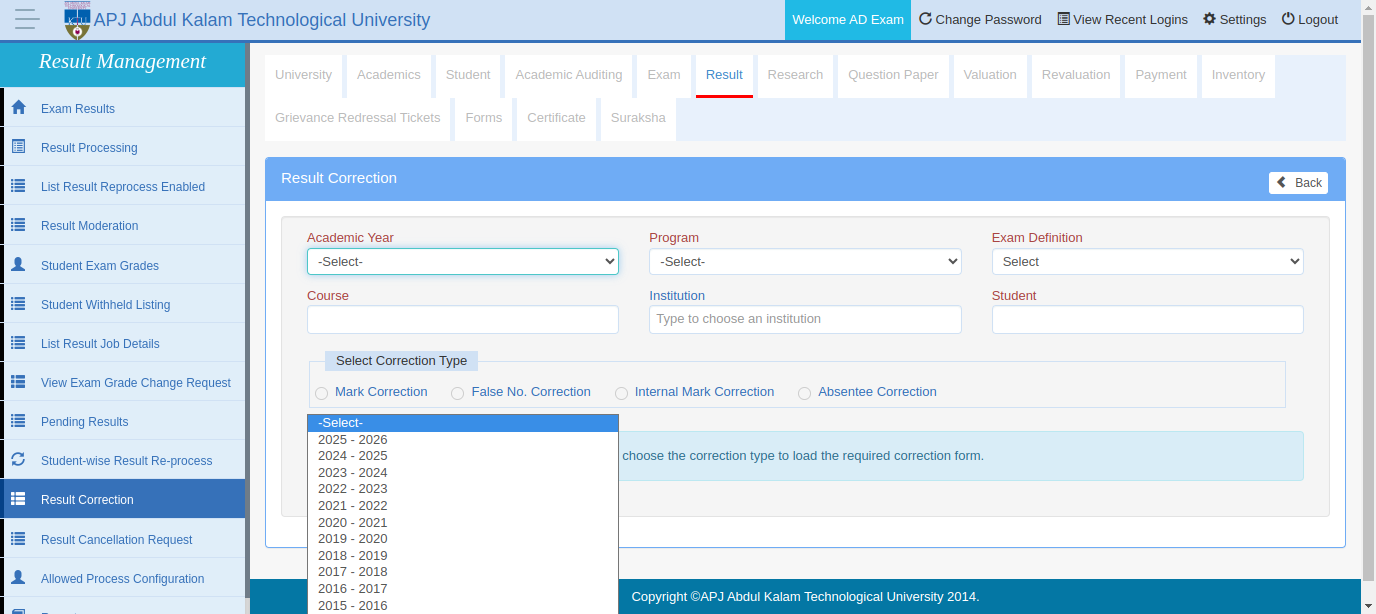 APJ Abdul Kalam Technological University
Welcome AD Exam
Change Password
View Recent Logins
Settings
Logout
Result Management
Exam Results
Result Processing
List Result Reprocess Enabled
Result Moderation
Student Exam Grades
Student Withheld Listing
List Result Job Details
View Exam Grade Change Request
Pending Results
Student-wise Result Re-process
Result Correction
Result Cancellation Request
Allowed Process Configuration
University Academics Student Academic Auditing Exam Result Research Question Paper Valuation Revaluation Payment Inventory
Grievance Redressal Tickets Forms Certificate Suraksha
Result Correction
Back
Academic Year Program Exam Definition
-Select- -Select- Select
Course Institution Student
Type to choose an institution
Select Correction Type
Mark Correction False No. Correction Internal Mark Correction Absentee Correction
-Select-
2025 - 2026
2024 - 2025
2023 - 2024
2022 - 2023
2021 - 2022
2020 - 2021
2019 - 2020
2018 - 2019
2017 - 2018
2016 - 2017
2015 - 2016
choose the correction type to load the required correction form.
Copyright ©APJ Abdul Kalam Technological University 2014.